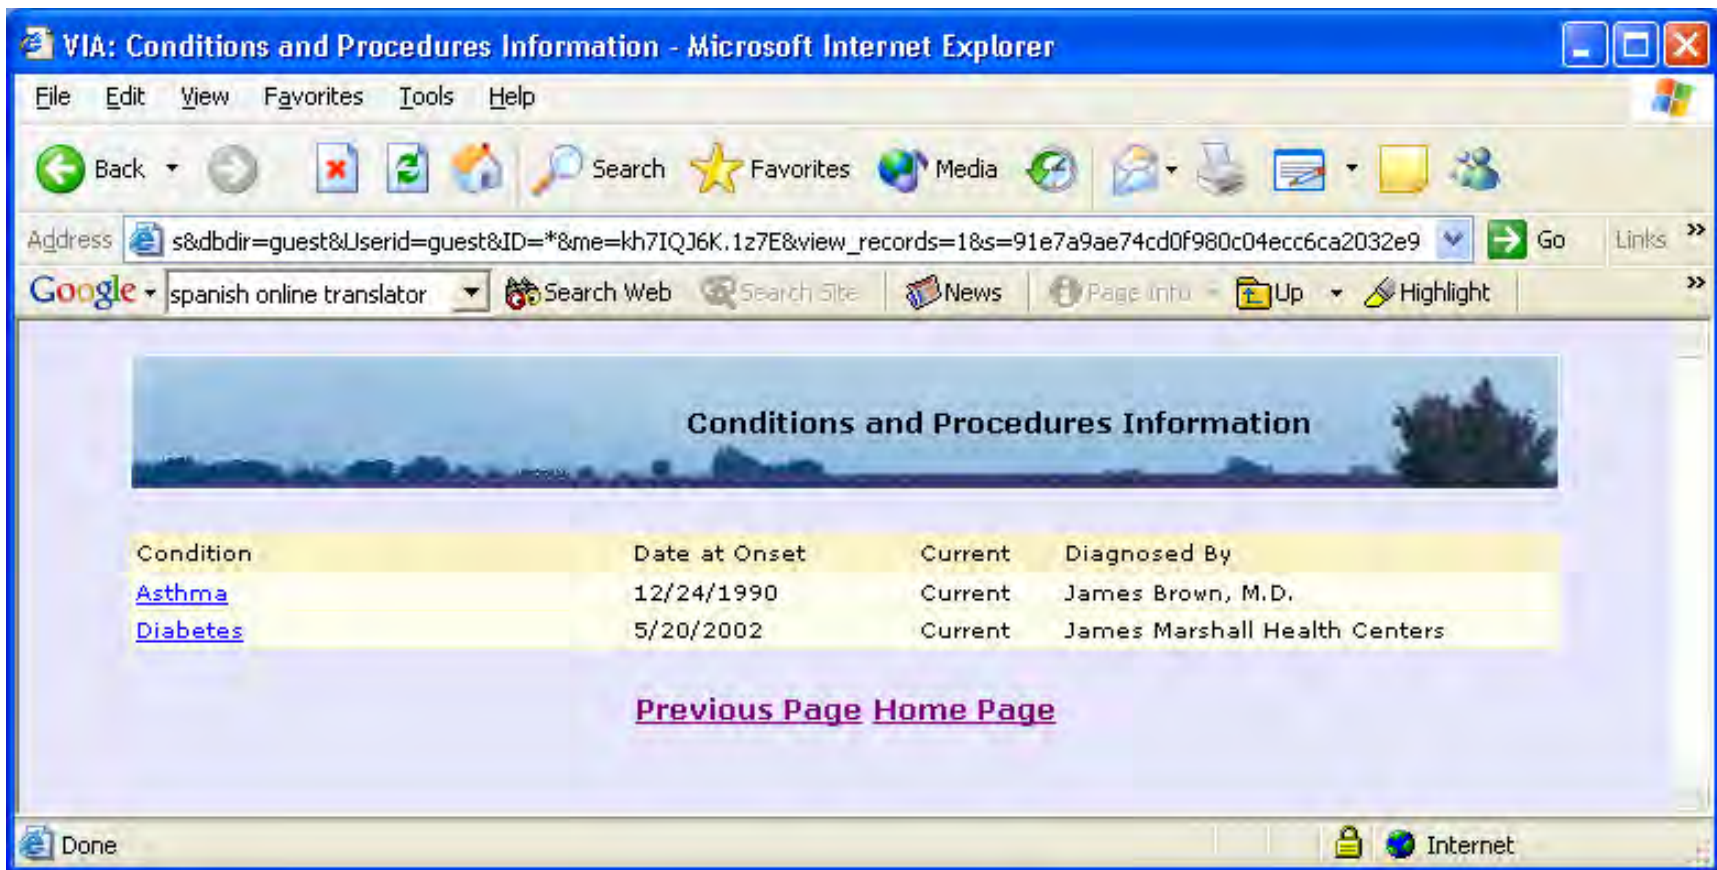 VIA: Conditions and Procedures Information - Microsoft Internet Explorer
File Edit View Favorites Tools Help
Back Search Favorites Media
Address s&dbdir=guest&Userid=guest&ID=*&me=kh7IQJ6K.1z7E&view_records=1&s=91e7a9ae74cd0f980c04ecc6ca2032e9 Go Links »
Google spanish online translator Search Web Search Site News Page Info Up Highlight »
Conditions and Procedures Information
Condition Date at Onset Current Diagnosed By
Asthma 12/24/1990 Current James Brown, M.D.
Diabetes 5/20/2002 Current James Marshall Health Centers
Previous Page Home Page
Done Internet